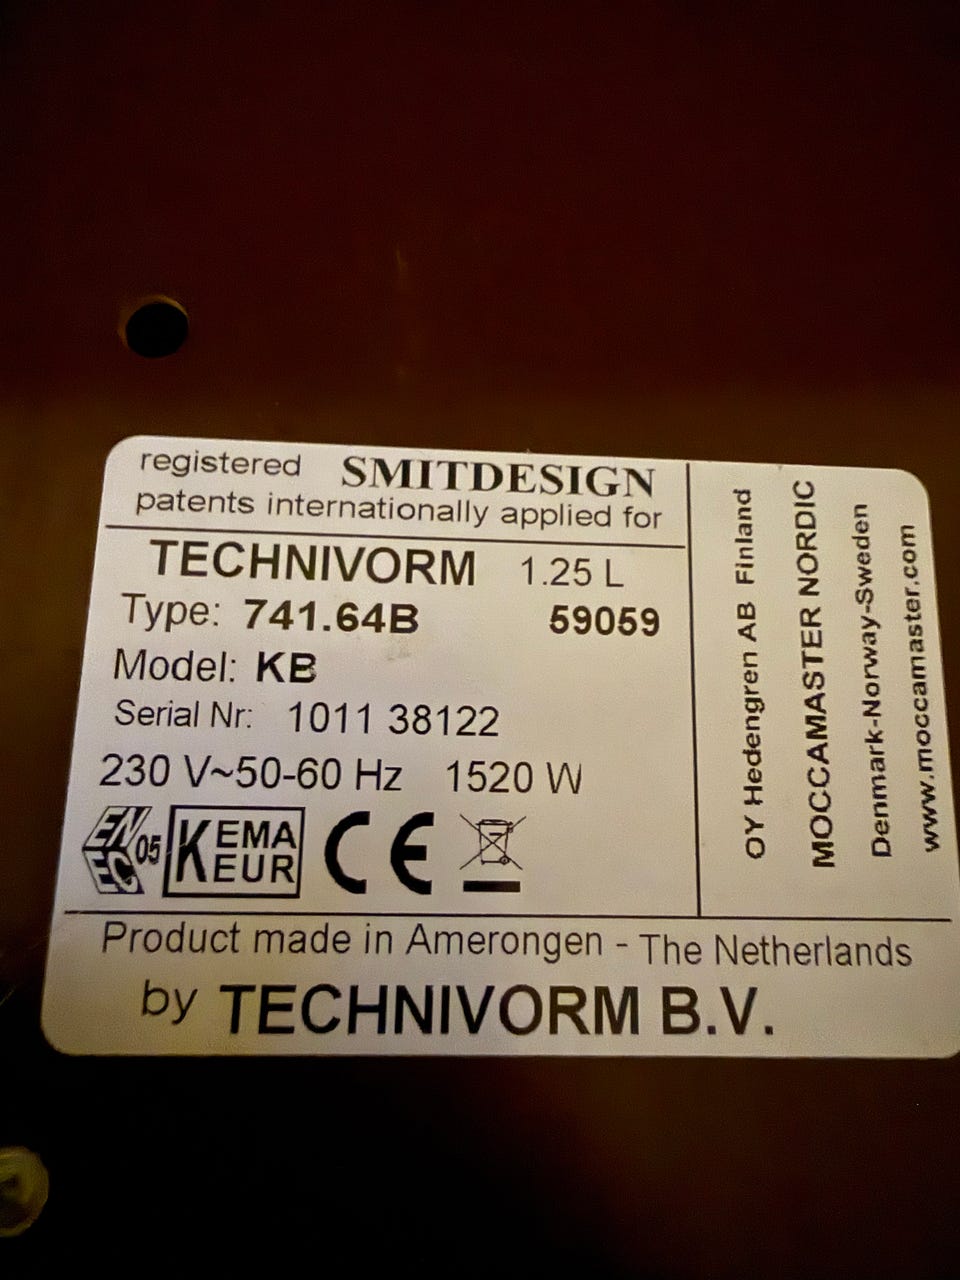 registered SMITDESIGN
patents internationally applied for
TECHNIVORM 1.25 L
Type: 741.64B 59059
Model: KB
Serial Nr: 1011 38122
230 V~50-60 Hz 1520 W
EN EC 05 KEMA KEUR CE
OY Hedengren AB Finland
MOCCAMASTER NORDIC
Denmark-Norway-Sweden
www.moccamaster.com
Product made in Amerongen - The Netherlands
by TECHNIVORM B.V.